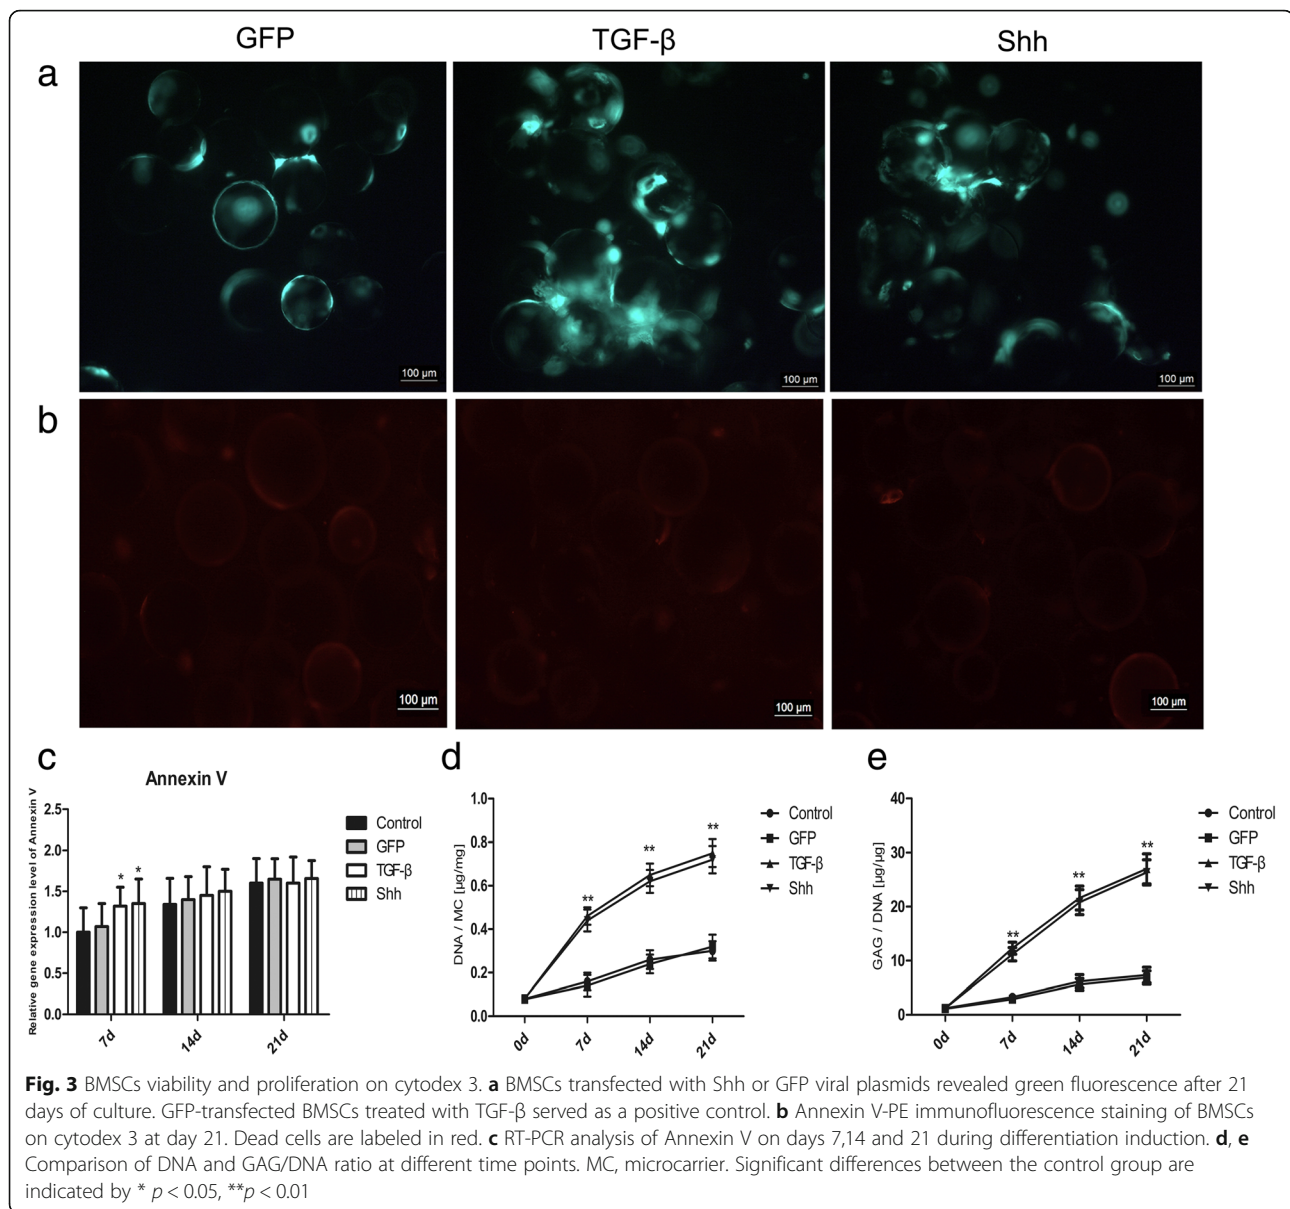 GFP
TGF-β
Shh
a
100 µm
100 µm
100 µm
b
100 µm
100 µm
100 µm
c
Annexin V
Relative gene expression level of Annexin V
2.5
2.0
1.5
1.0
0.5
0.0
* *
7d
14d
21d
Control
GFP
TGF-β
Shh
d
DNA / MC [µg/mg]
1.0
0.8
0.6
0.4
0.2
0.0
**
**
**
0d
7d
14d
21d
Control
GFP
TGF-β
Shh
e
GAG / DNA [µg/µg]
40
30
20
10
0
**
**
**
0d
7d
14d
21d
Control
GFP
TGF-β
Shh
Fig. 3 BMSCs viability and proliferation on cytodex 3. a BMSCs transfected with Shh or GFP viral plasmids revealed green fluorescence after 21
days of culture. GFP-transfected BMSCs treated with TGF-β served as a positive control. b Annexin V-PE immunofluorescence staining of BMSCs
on cytodex 3 at day 21. Dead cells are labeled in red. c RT-PCR analysis of Annexin V on days 7,14 and 21 during differentiation induction. d, e
Comparison of DNA and GAG/DNA ratio at different time points. MC, microcarrier. Significant differences between the control group are
indicated by * p < 0.05, **p < 0.01